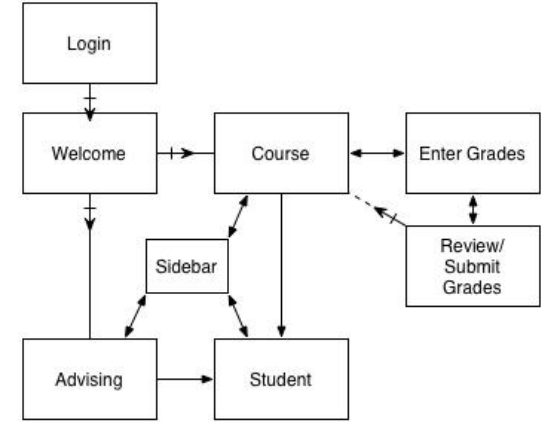 Login
Welcome
Course
Enter Grades
Sidebar
Review/
Submit
Grades
Advising
Student